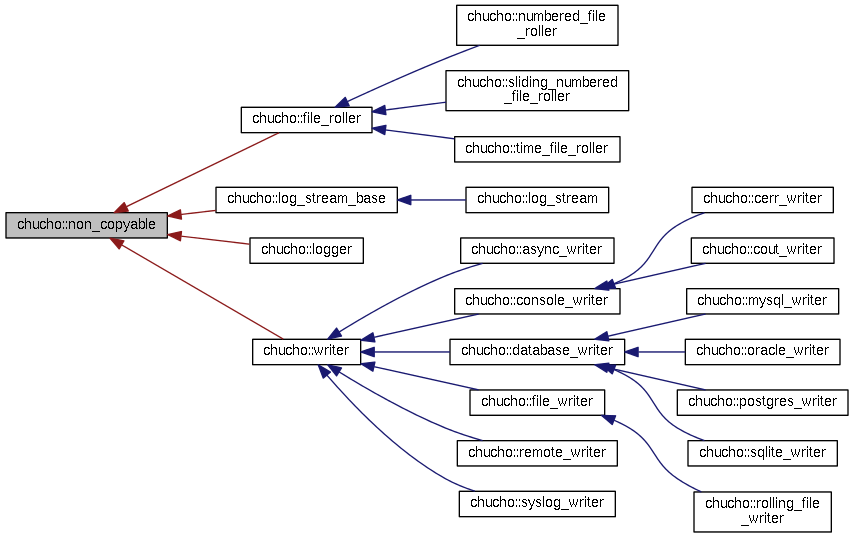 chucho::numbered_file
_roller
chucho::sliding_numbered
_file_roller
chucho::file_roller
chucho::time_file_roller
chucho::log_stream_base
chucho::log_stream
chucho::cerr_writer
chucho::non_copyable
chucho::logger
chucho::async_writer
chucho::cout_writer
chucho::console_writer
chucho::mysql_writer
chucho::writer
chucho::database_writer
chucho::oracle_writer
chucho::file_writer
chucho::postgres_writer
chucho::remote_writer
chucho::sqlite_writer
chucho::syslog_writer
chucho::rolling_file
_writer